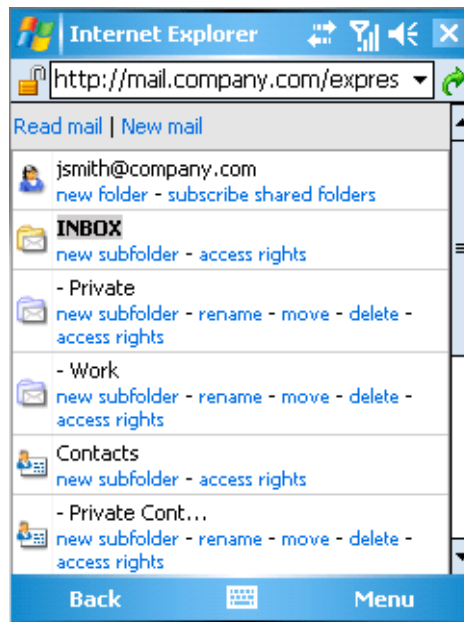 Internet Explorer
http://mail.company.com/expres
Read mail | New mail
jsmith@company.com
new folder - subscribe shared folders
INBOX
new subfolder - access rights
- Private
new subfolder - rename - move - delete -
access rights
- Work
new subfolder - rename - move - delete -
access rights
Contacts
new subfolder - access rights
- Private Cont...
new subfolder - rename - move - delete -
access rights
Back Menu